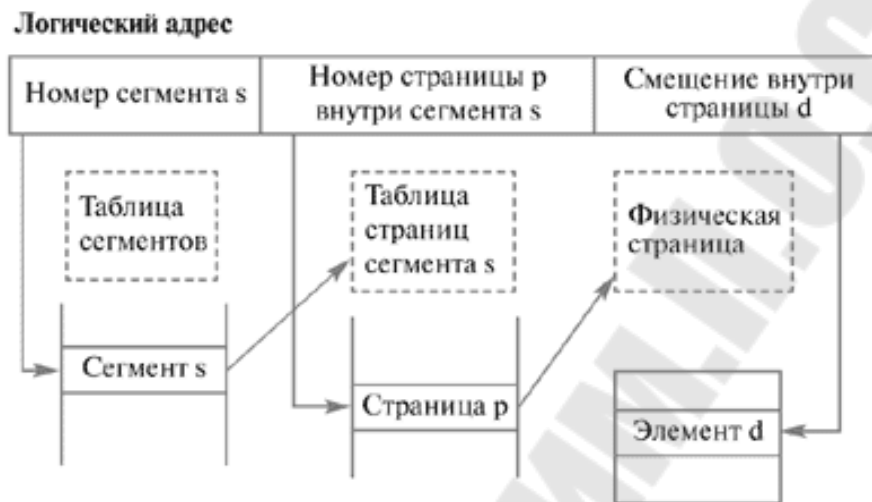 Логический адрес
Номер сегмента s
Номер страницы p
внутри сегмента s
Смещение внутри
страницы d
Таблица
сегментов
Таблица
страниц
сегмента s
Физическая
страница
Сегмент s
Страница p
Элемент d